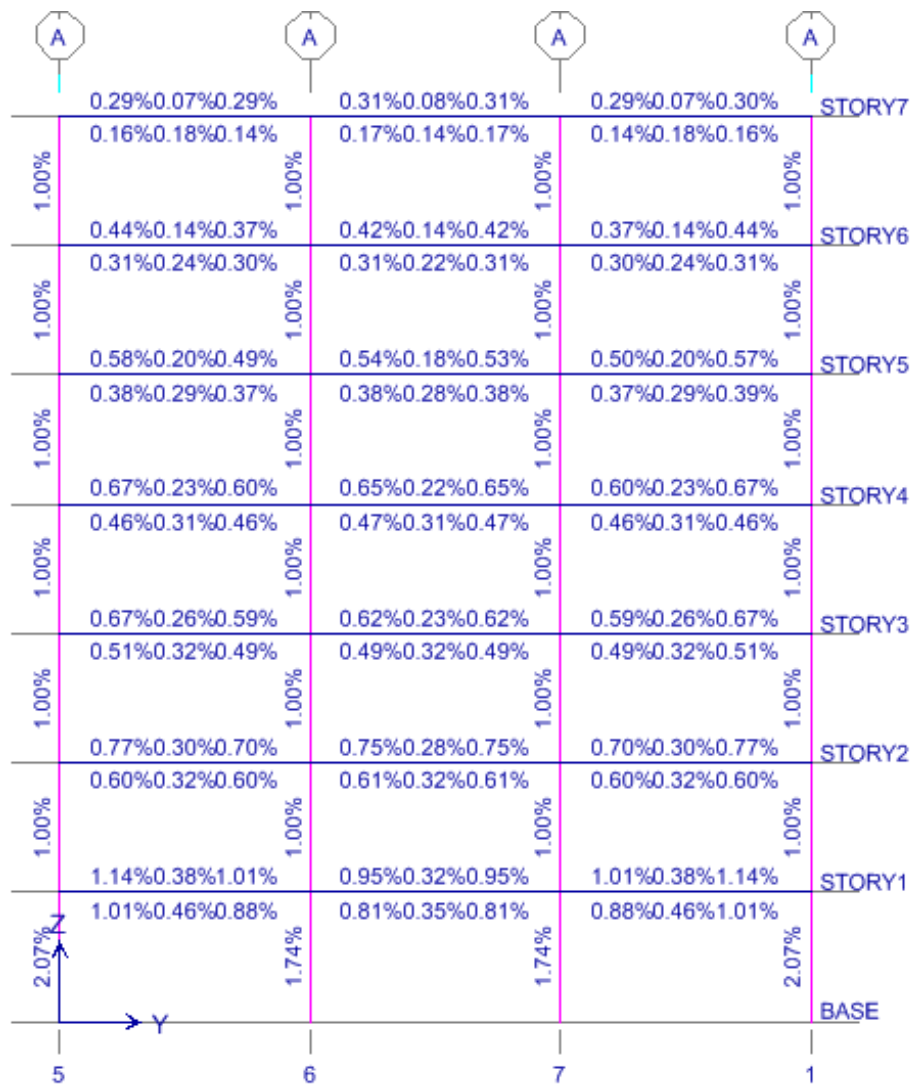 A A A A
0.29%0.07%0.29% 0.31%0.08%0.31% 0.29%0.07%0.30% STORY7
0.16%0.18%0.14% 0.17%0.14%0.17% 0.14%0.18%0.16%
1.00% 1.00% 1.00% 1.00%
0.44%0.14%0.37% 0.42%0.14%0.42% 0.37%0.14%0.44% STORY6
0.31%0.24%0.30% 0.31%0.22%0.31% 0.30%0.24%0.31%
1.00% 1.00% 1.00% 1.00%
0.58%0.20%0.49% 0.54%0.18%0.53% 0.50%0.20%0.57% STORY5
0.38%0.29%0.37% 0.38%0.28%0.38% 0.37%0.29%0.39%
1.00% 1.00% 1.00% 1.00%
0.67%0.23%0.60% 0.65%0.22%0.65% 0.60%0.23%0.67% STORY4
0.46%0.31%0.46% 0.47%0.31%0.47% 0.46%0.31%0.46%
1.00% 1.00% 1.00% 1.00%
0.67%0.26%0.59% 0.62%0.23%0.62% 0.59%0.26%0.67% STORY3
0.51%0.32%0.49% 0.49%0.32%0.49% 0.49%0.32%0.51%
1.00% 1.00% 1.00% 1.00%
0.77%0.30%0.70% 0.75%0.28%0.75% 0.70%0.30%0.77% STORY2
0.60%0.32%0.60% 0.61%0.32%0.61% 0.60%0.32%0.60%
1.00% 1.00% 1.00% 1.00%
1.14%0.38%1.01% 0.95%0.32%0.95% 1.01%0.38%1.14% STORY1
1.01%0.46%0.88% 0.81%0.35%0.81% 0.88%0.46%1.01%
Z
2.07% 1.74% 1.74% 2.07%
Y BASE
5 6 7 1